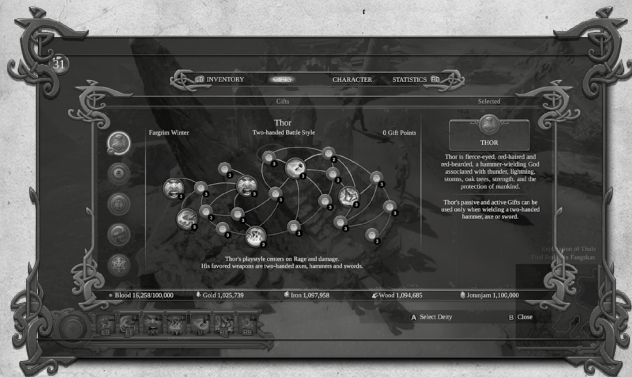 31
INVENTORY CHARACTER STATISTICS
Gifts Selected
Thor
Fargrim Winter Two-handed Battle Style 0 Gift Points
THOR
Thor is fierce-eyed, red-haired and
red-bearded, a hammer-wielding God
associated with thunder, lightning,
storms, oak trees, strength, and the
protection of mankind.
Thor's passive and active Gifts can be
used only when wielding a two-handed
hammer, axe or sword.
Thor's playstyle centers on Rage and damage.
His favored weapons are two-handed axes, hammers and swords.
Blood 16,258/100,000 Gold 1,025,739 Iron 1,097,958 Wood 1,094,685 Jotunjarn 1,100,000
A Select Deity B Close